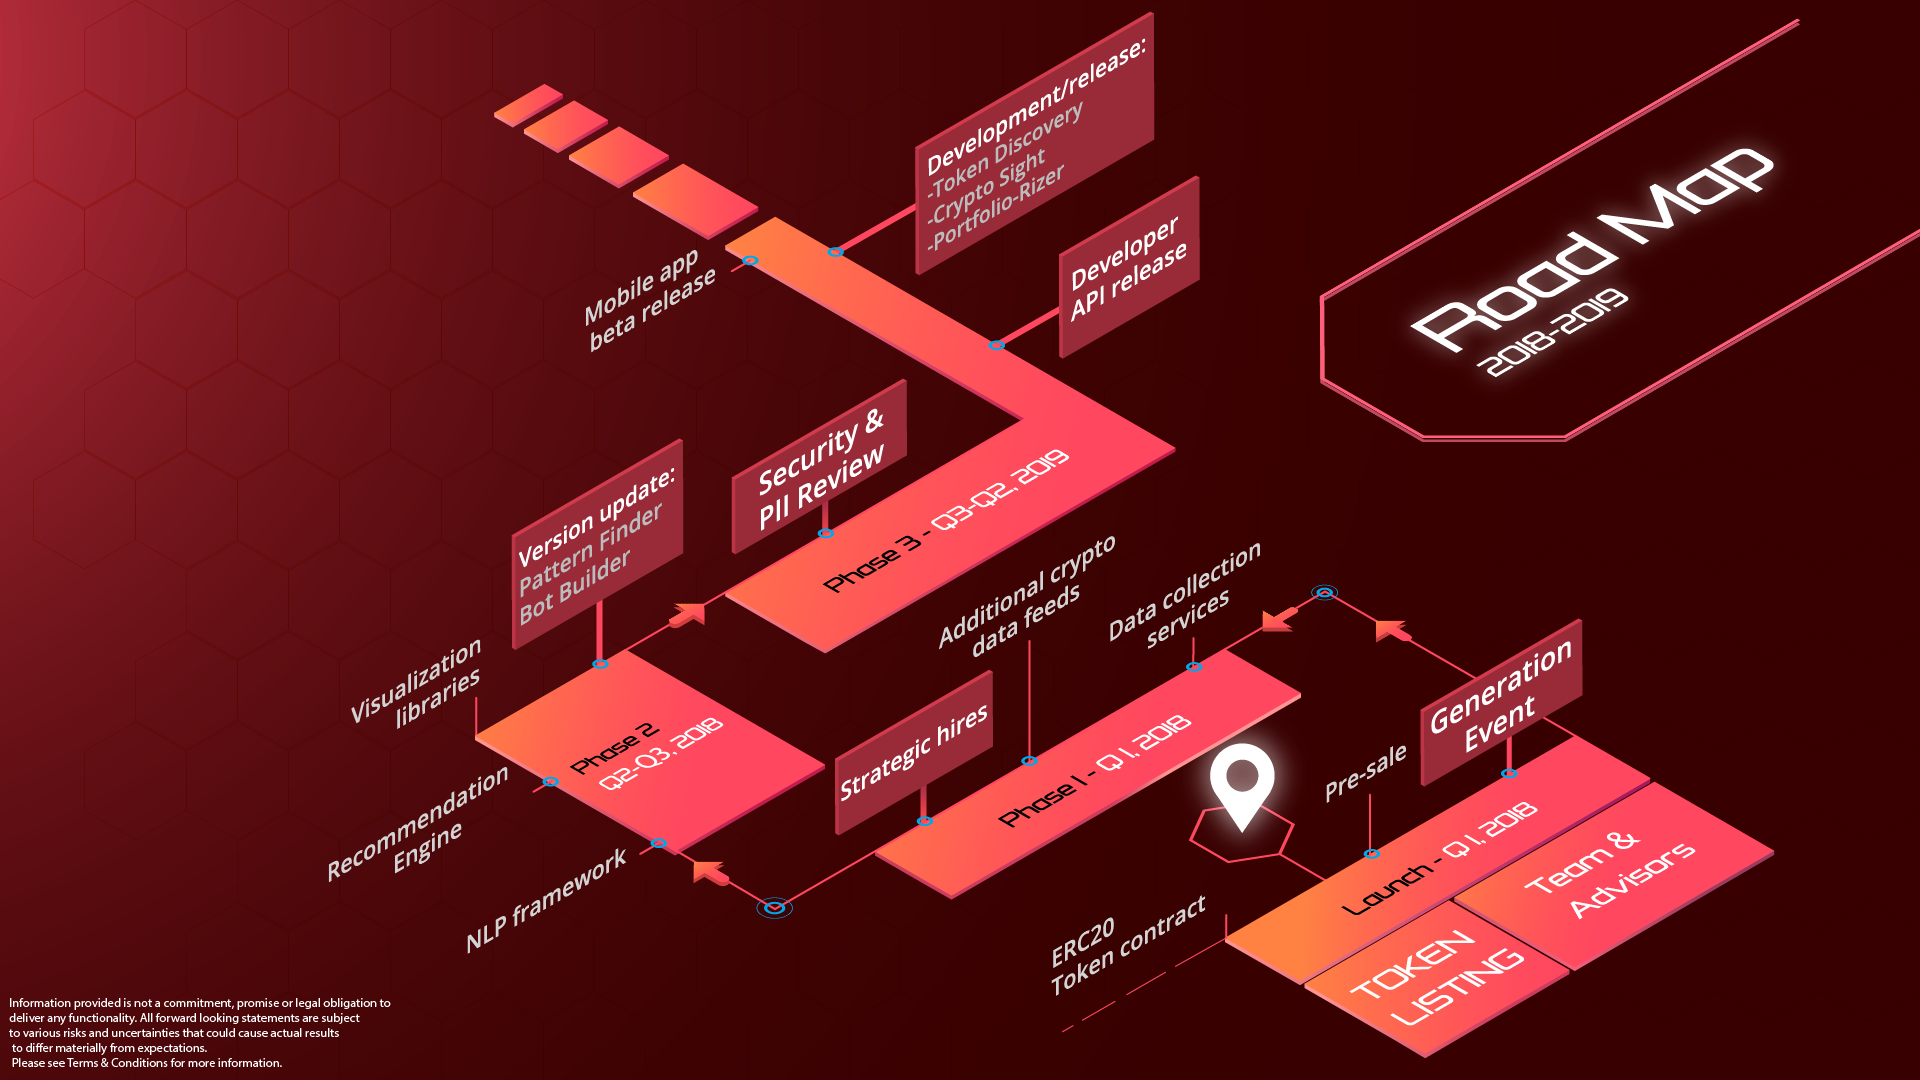 Road Map
2018-2019
Development/release:
-Token Discovery
-Crypto Sight
-Portfolio-Rizer
Developer
API release
Mobile app
beta release
Security &
PII Review
Phase 3 - Q3-Q2, 2019
Version update:
Pattern Finder
Bot Builder
Visualization
libraries
Phase 2
Q2-Q3, 2018
Recommendation
Engine
NLP framework
Strategic hires
Additional crypto
data feeds
Data collection
services
Phase 1 - Q1, 2018
Generation
Event
Pre-sale
Launch - Q1, 2018
ERC20
Token contract
Team &
Advisors
TOKEN
LISTING
Information provided is not a commitment, promise or legal obligation to
deliver any functionality. All forward looking statements are subject
to various risks and uncertainties that could cause actual results
to differ materially from expectations.
Please see Terms & Conditions for more information.